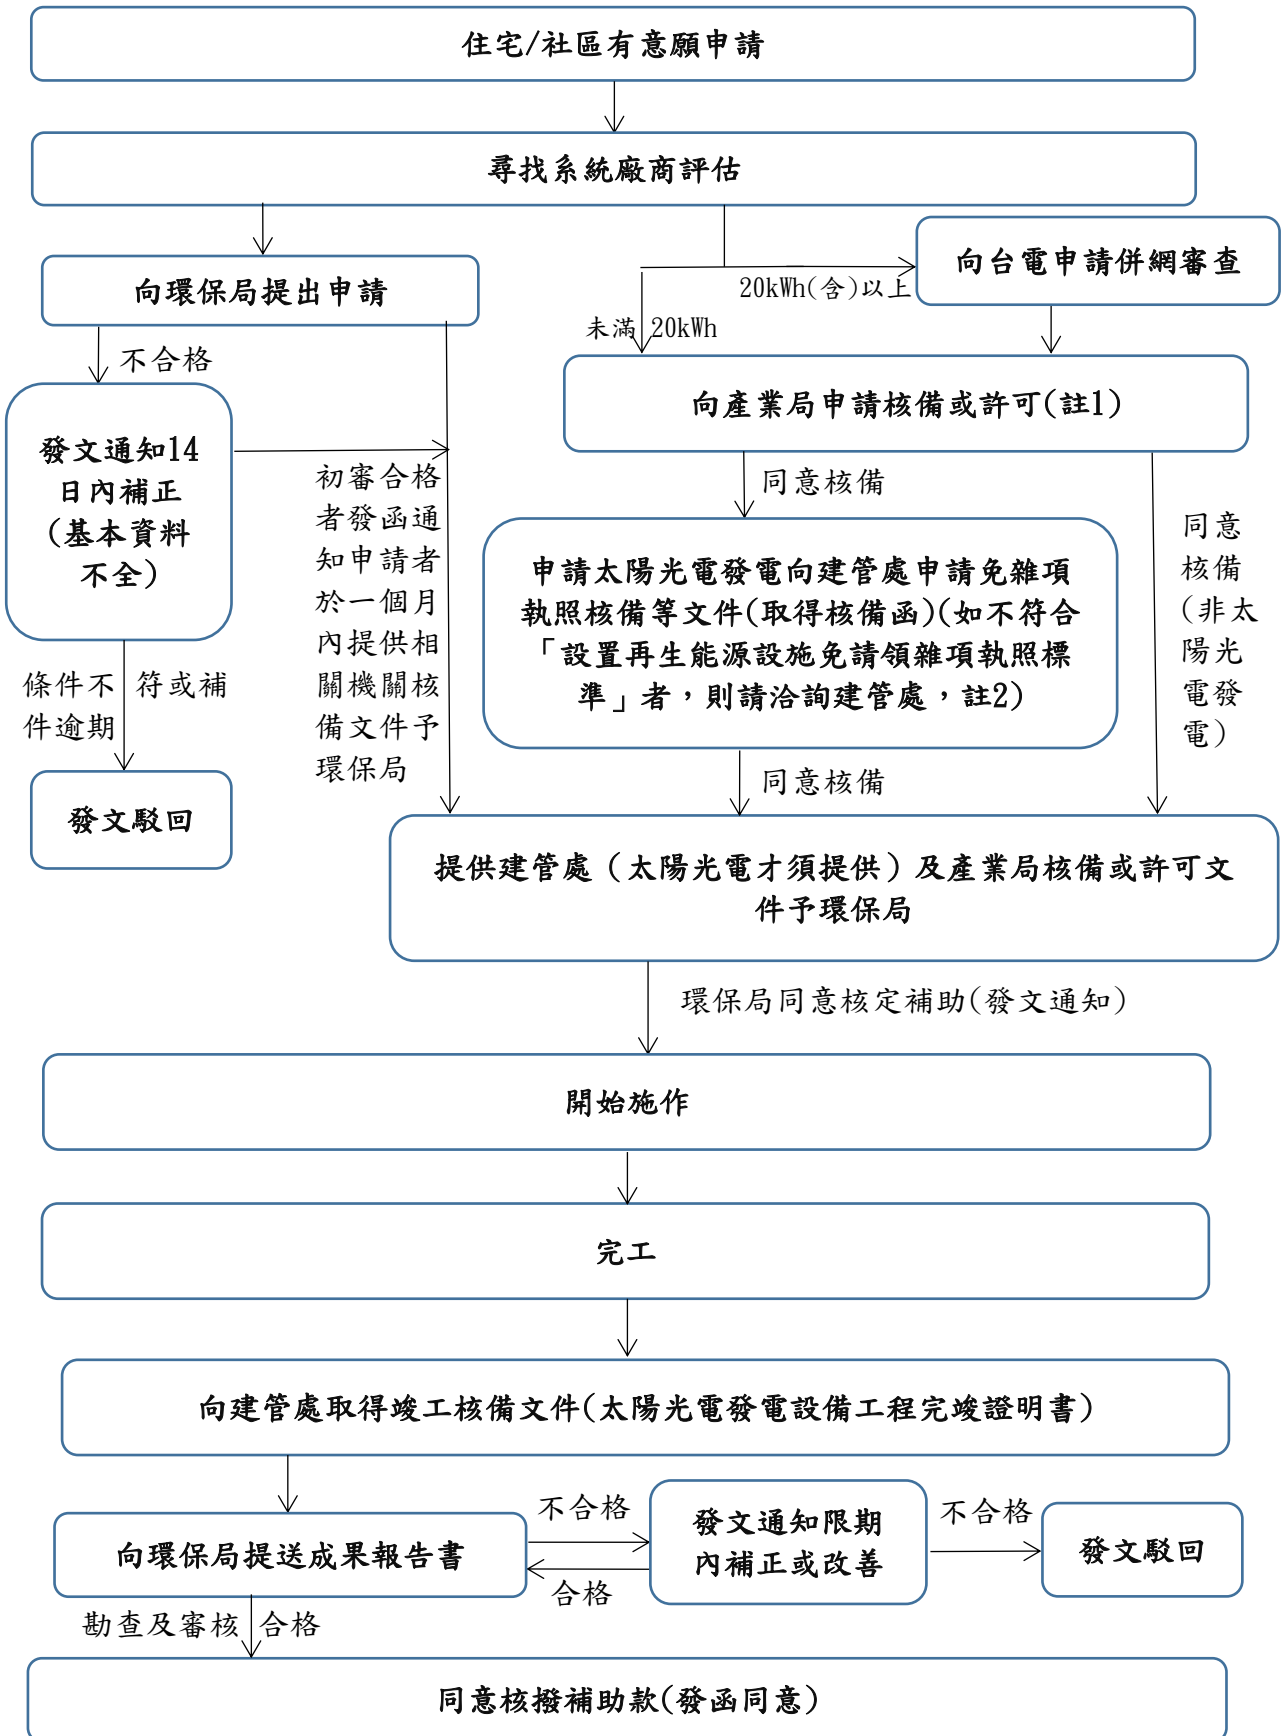 住宅/社區有意願申請
尋找系統廠商評估
向環保局提出申請
向台電申請併網審查
20kWh(含)以上
未滿 20kWh
不合格
向產業局申請核備或許可(註1)
發文通知14
日內補正
(基本資料
不全)
初審合格
者發函通
知申請者
於一個月
內提供相
關機關核
備文件予
環保局
同意核備
同意
核備
(非太
陽光
電發
電)
申請太陽光電發電向建管處申請免雜項
執照核備等文件(取得核備函)(如不符合
「設置再生能源設施免請領雜項執照標
準」者，則請洽詢建管處，註2)
條件不符或補
件逾期
發文駁回
同意核備
提供建管處（太陽光電才須提供）及產業局核備或許可文
件予環保局
環保局同意核定補助(發文通知)
開始施作
完工
向建管處取得竣工核備文件(太陽光電發電設備工程完竣證明書)
向環保局提送成果報告書
不合格
合格
發文通知限期
內補正或改善
不合格
發文駁回
勘查及審核合格
同意核撥補助款(發函同意)